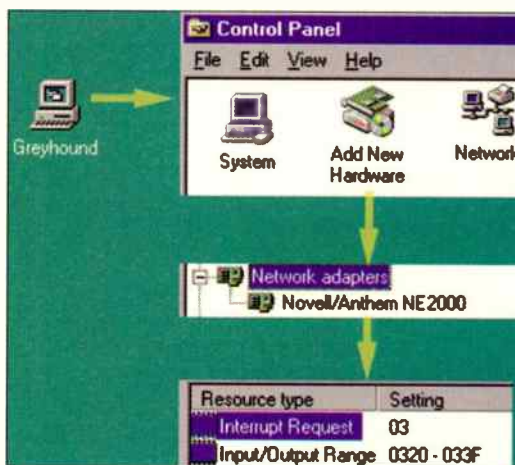 Control Panel
File Edit View Help
Greyhound
System
Add New
Hardware
Network
Network adapters
Novell/Anthem NE2000
Resource type Setting
Interrupt Request 03
Input/Output Range 0320 - 033F